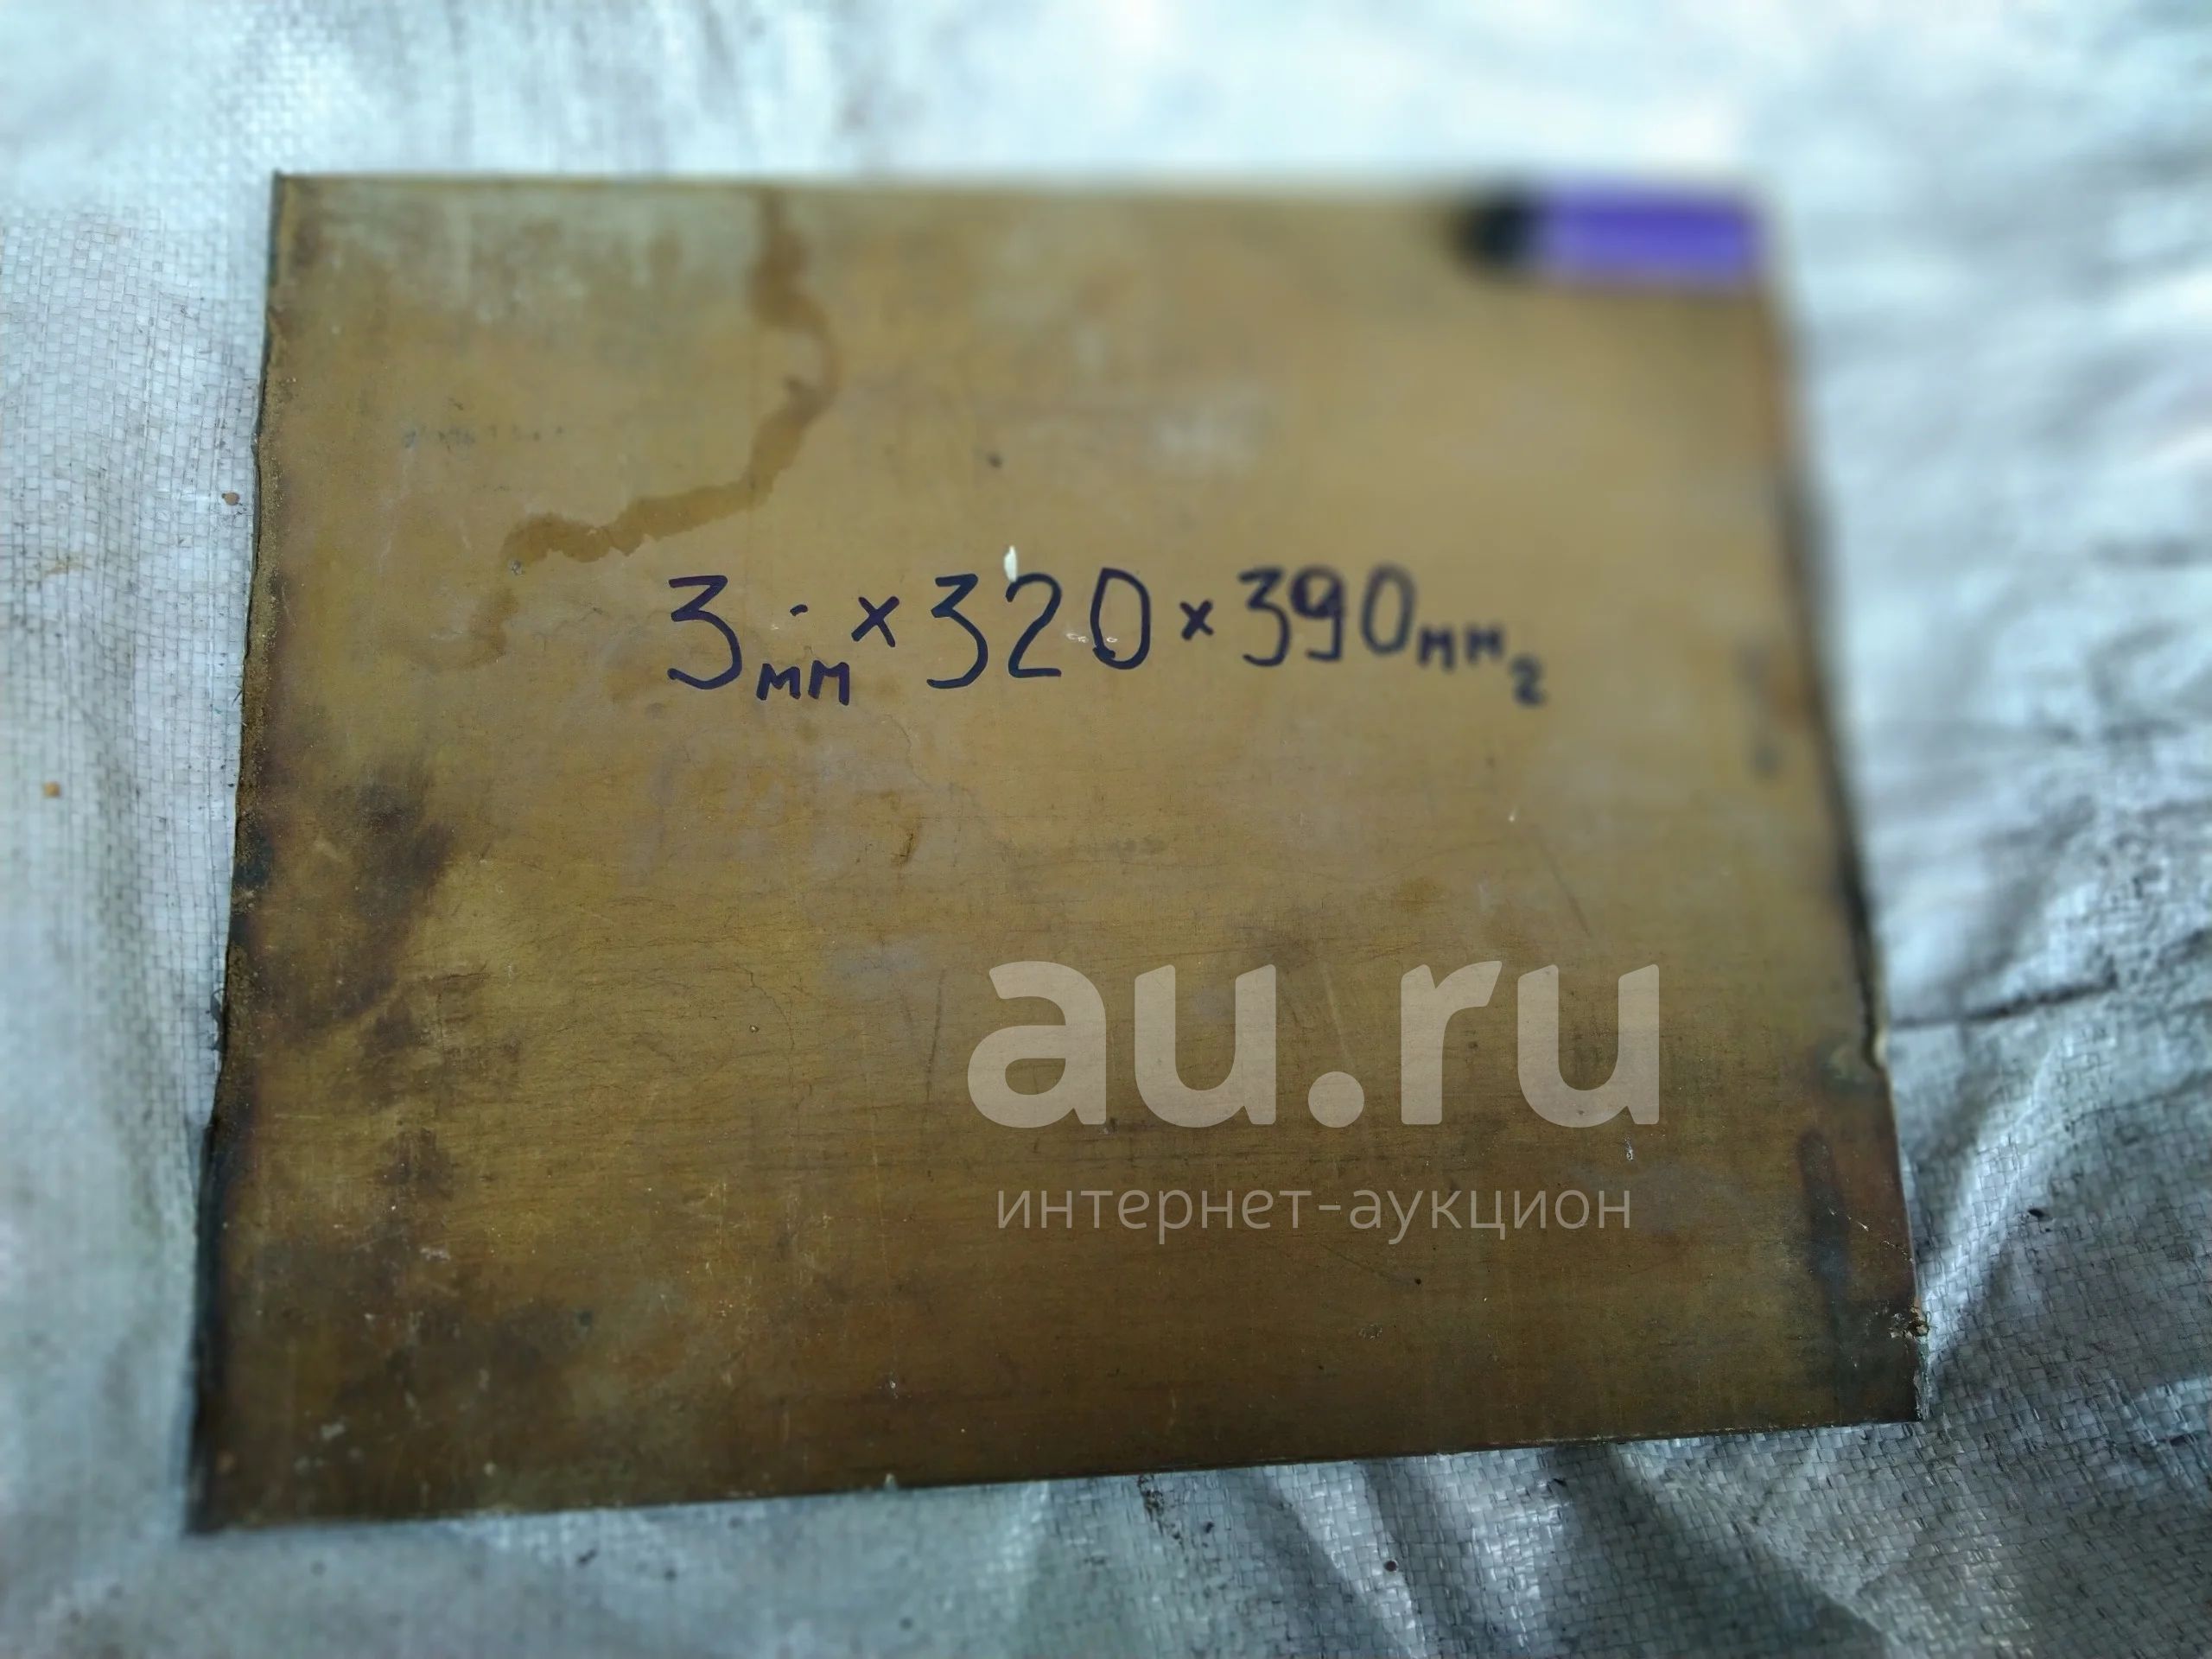 3мм × 320 × 390мм2
au.ru
интернет-аукцион